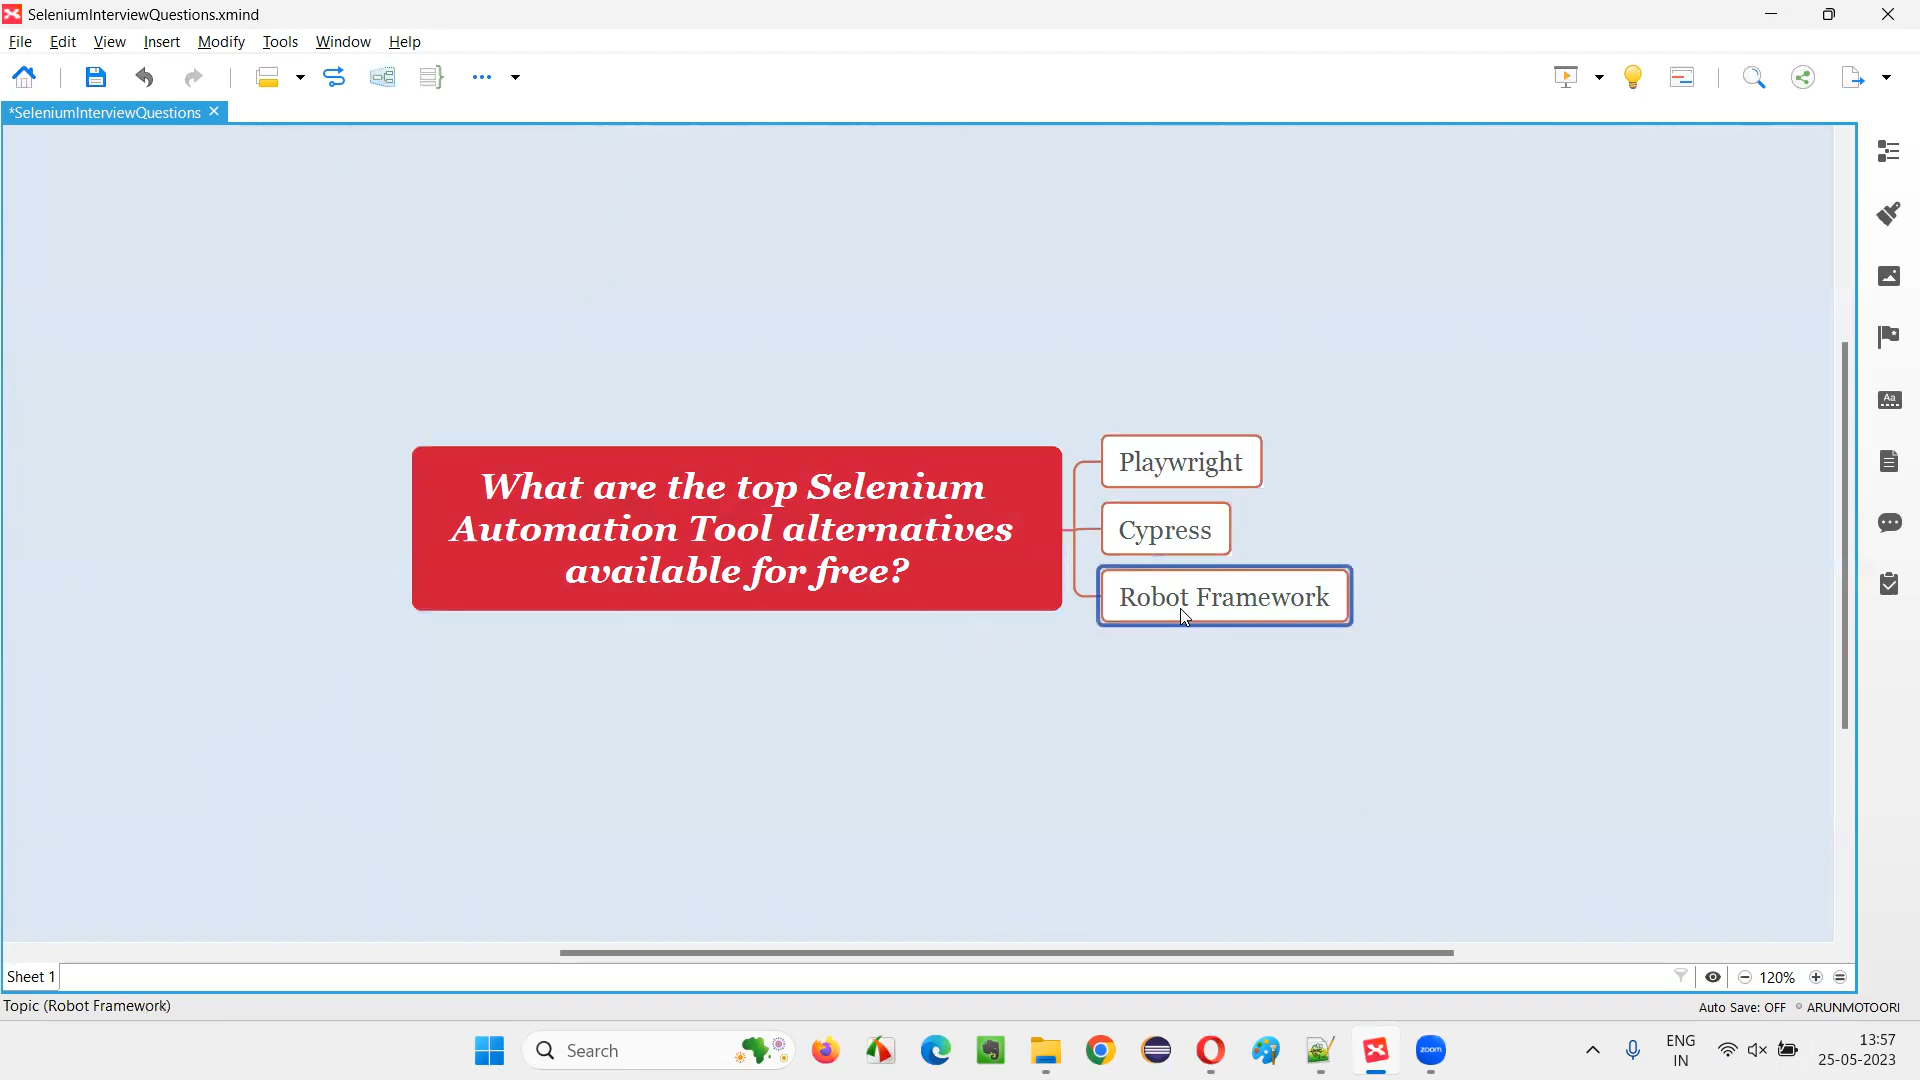 SeleniumInterviewQuestions.xmind
File Edit View Insert Modify Tools Window Help
*SeleniumInterviewQuestions
What are the top Selenium
Automation Tool alternatives
available for free?
Playwright
Cypress
Robot Framework
Aa
Sheet 1
120%
Topic (Robot Framework)
Auto Save: OFF ARUNMOTOORI
Search
zoom
ENG
IN
13:57
25-05-2023